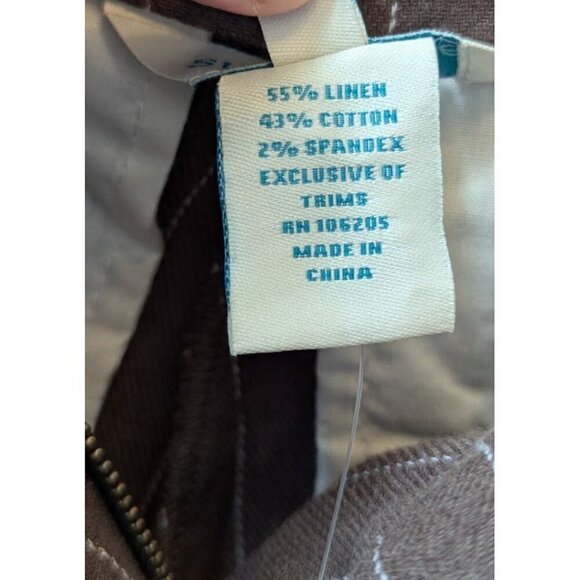 55% LINEN
43% COTTON
2% SPANDEX
EXCLUSIVE OF
TRIMS
RN 106205
MADE IN
CHINA